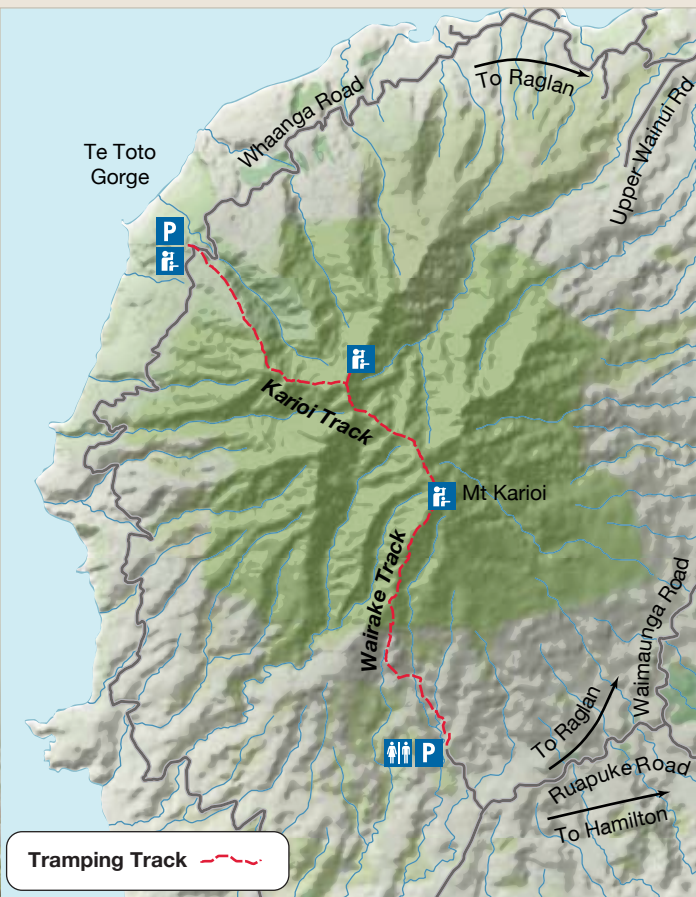 To Raglan
Whaanga Road
Upper Wainui Rd
Te Toto
Gorge
P
Karioi Track
Mt Karioi
Wairake Track
Waimaunga Road
To Raglan
P
Ruapuke Road
To Hamilton
Tramping Track